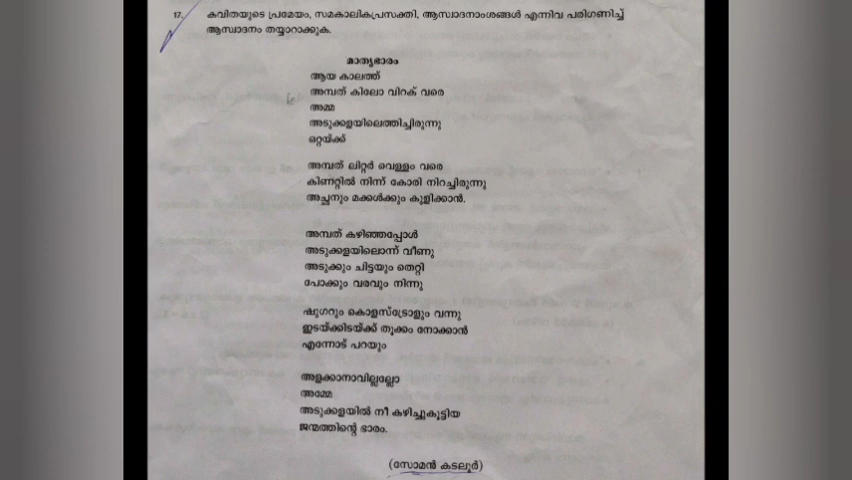 17. കവിതയുടെ പ്രമേയം, സമകാലികപ്രസക്തി, ആസ്വാദനാംശങ്ങൾ എന്നിവ പരിഗണിച്ച്
ആസ്വാദനം തയ്യാറാക്കുക.
മാതൃഭാരം
ആയ കാലത്ത്
അമ്പത് കിലോ വിറക് വരെ
അമ്മ
അടുക്കളയിലെത്തിച്ചിരുന്നു
ഒറ്റയ്ക്ക്
അമ്പത് ലിറ്റർ വെള്ളം വരെ
കിണറ്റിൽ നിന്ന് കോരി നിറച്ചിരുന്നു
അച്ഛനും മക്കൾക്കും കുളിക്കാൻ.
അമ്പത് കഴിഞ്ഞപ്പോൾ
അടുക്കളയിലൊന്ന് വീണു
അടുക്കും ചിട്ടയും തെറ്റി
പോക്കും വരവും നിന്നു
ഷുഗറും കൊളസ്ട്രോളും വന്നു
ഇടയ്ക്കിടയ്ക്ക് തൂക്കം നോക്കാൻ
എന്നോട് പറയും
അളക്കാനാവില്ലല്ലോ
അമ്മേ
അടുക്കളയിൽ നീ കഴിച്ചുകൂട്ടിയ
ജന്മത്തിന്റെ ഭാരം.
(സോമൻ കടലൂർ)